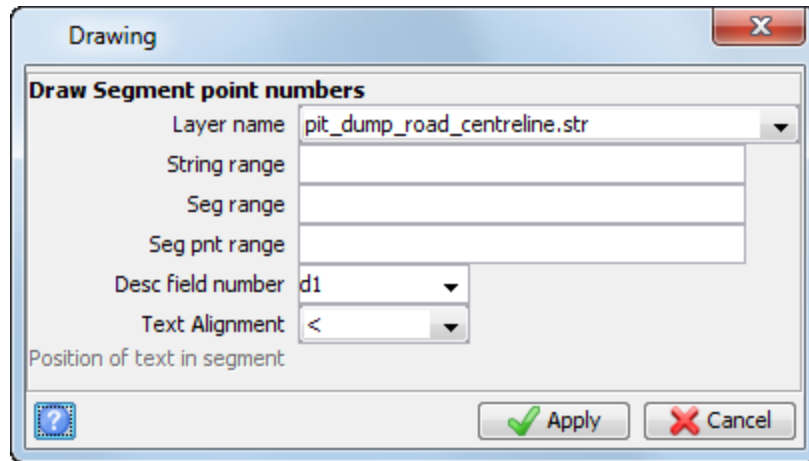 Drawing
Draw Segment point numbers
Layer name pit_dump_road_centreline.str
String range
Seg range
Seg pnt range
Desc field number d1
Text Alignment <
Position of text in segment
? Apply Cancel